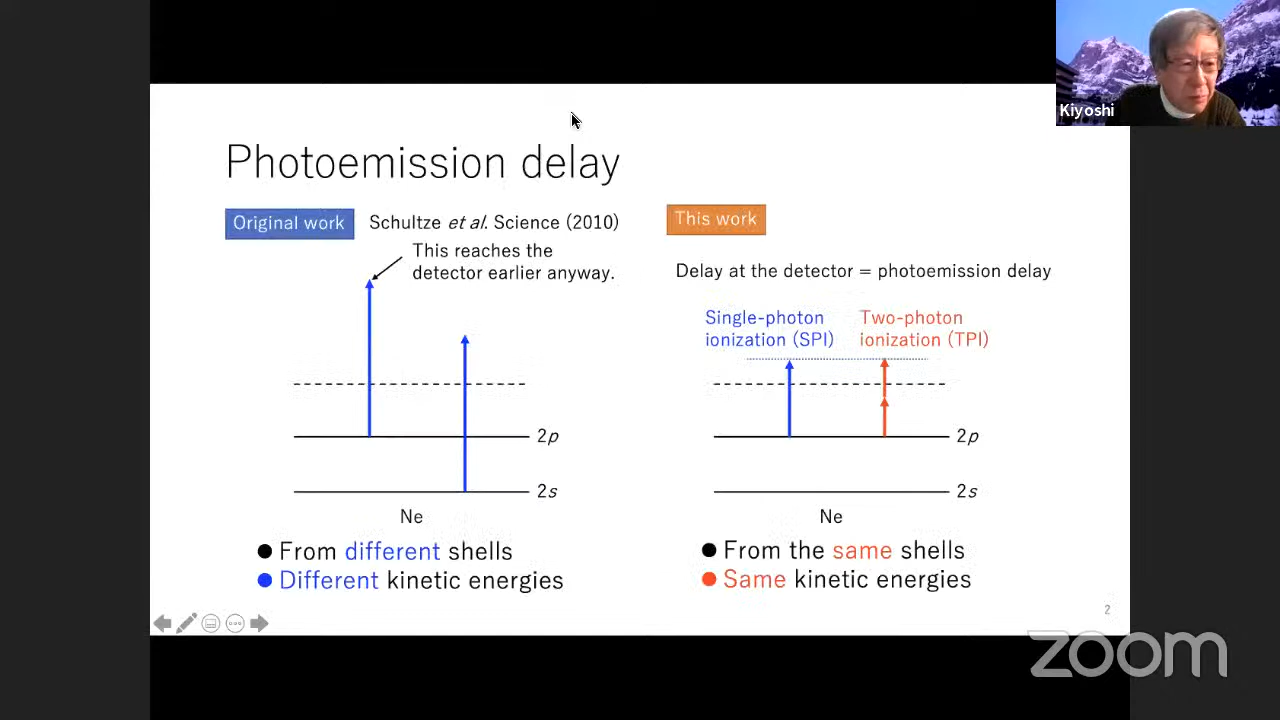 Kiyoshi
Photoemission delay
Original work
Schultze et al. Science (2010)
This reaches the
detector earlier anyway.
2p
2s
Ne
● From different shells
● Different kinetic energies
This work
Delay at the detector = photoemission delay
Single-photon
ionization (SPI)
Two-photon
ionization (TPI)
2p
2s
Ne
● From the same shells
● Same kinetic energies
2
zoom